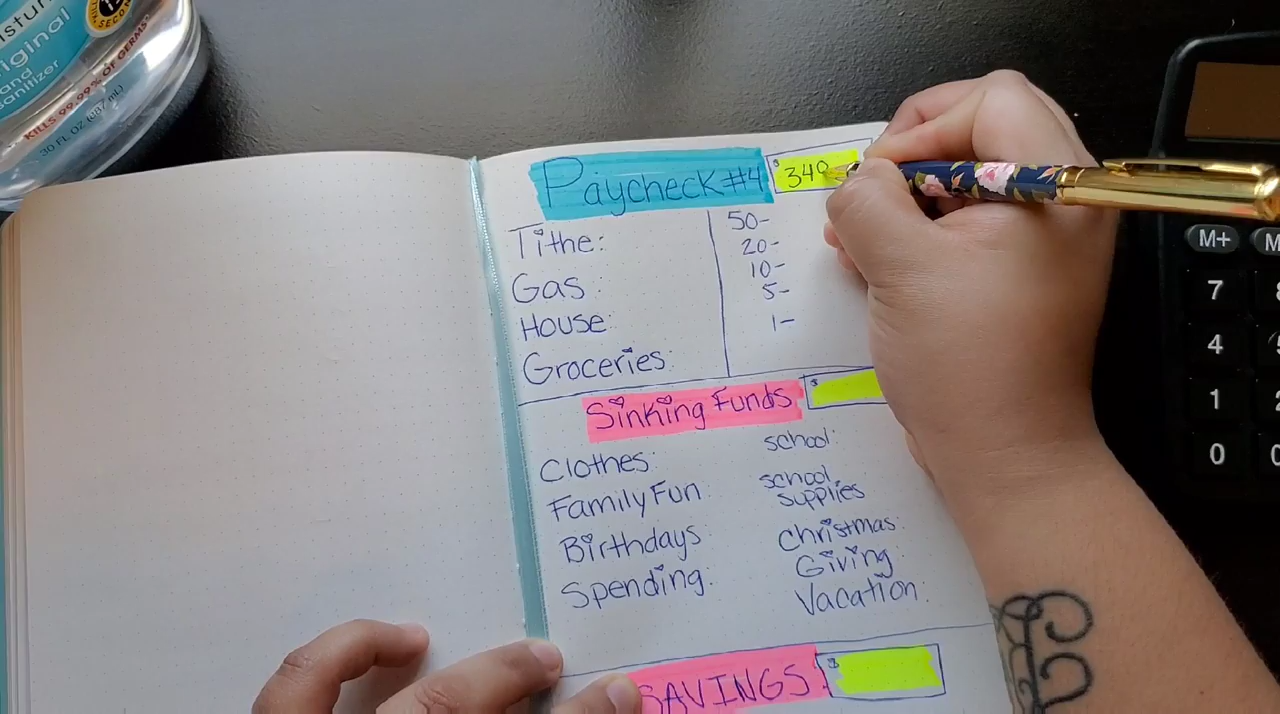 Original
Hand
Sanitizer
KILLS 99.99% OF GERMS*
30 FL OZ (887 mL)
Paycheck #4 $ 340
Tithe: 50-
Gas 20-
10-
House: 5-
1-
Groceries:
Sinking Funds $
Clothes: school:
Family Fun school
supplies
Birthdays Christmas:
Spending: Giving
Vacation:
SAVINGS! $
M+
7
4
1
0